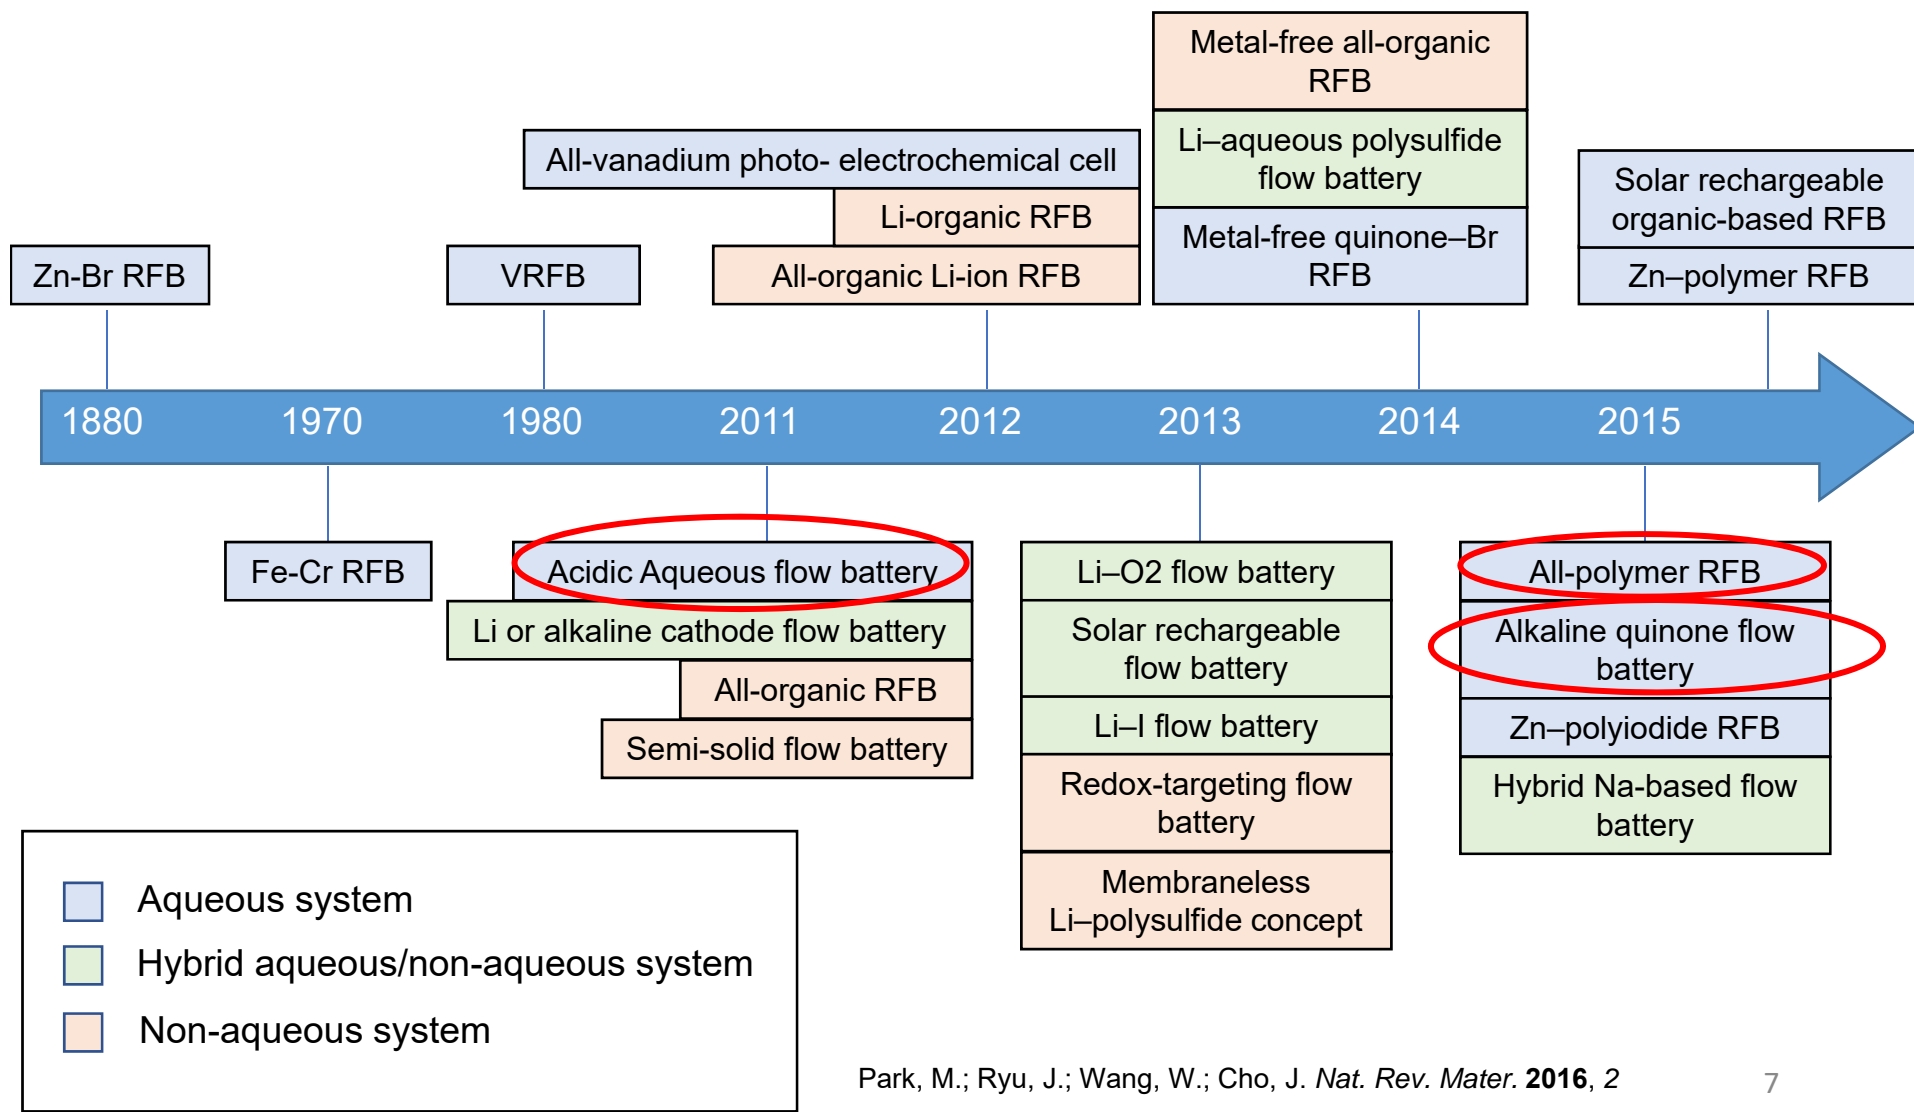 Metal-free all-organic
RFB
Li–aqueous polysulfide
flow battery
Metal-free quinone–Br
RFB
All-vanadium photo- electrochemical cell
Li-organic RFB
All-organic Li-ion RFB
Solar rechargeable
organic-based RFB
Zn–polymer RFB
Zn-Br RFB
VRFB
1880
1970
1980
2011
2012
2013
2014
2015
Fe-Cr RFB
Acidic Aqueous flow battery
Li or alkaline cathode flow battery
All-organic RFB
Semi-solid flow battery
Li–O2 flow battery
Solar rechargeable
flow battery
Li–I flow battery
Redox-targeting flow
battery
Membraneless
Li–polysulfide concept
All-polymer RFB
Alkaline quinone flow
battery
Zn–polyiodide RFB
Hybrid Na-based flow
battery
Aqueous system
Hybrid aqueous/non-aqueous system
Non-aqueous system
Park, M.; Ryu, J.; Wang, W.; Cho, J. Nat. Rev. Mater. 2016, 2
7